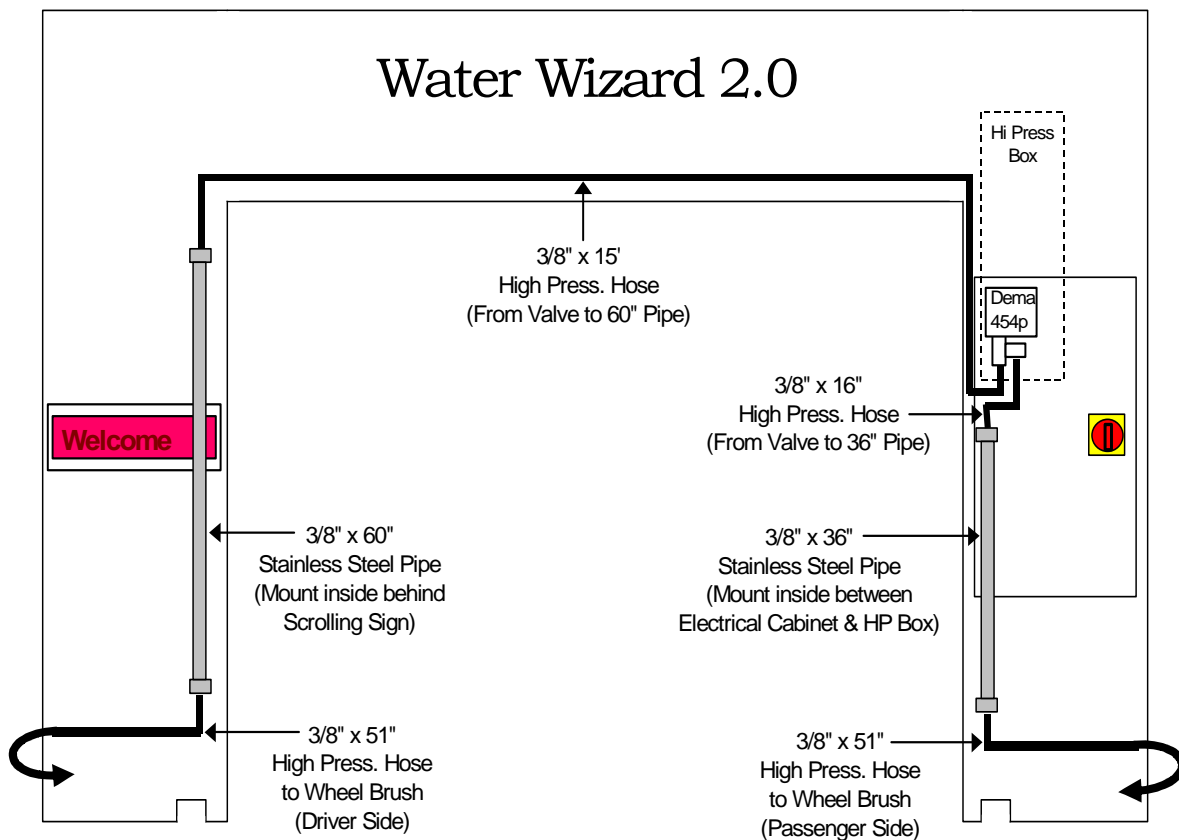 Water Wizard 2.0
Hi Press
Box
3/8" x 15'
High Press. Hose
(From Valve to 60" Pipe)
Dema
454p
3/8" x 16"
High Press. Hose
(From Valve to 36" Pipe)
Welcome
3/8" x 60"
Stainless Steel Pipe
(Mount inside behind
Scrolling Sign)
3/8" x 36"
Stainless Steel Pipe
(Mount inside between
Electrical Cabinet & HP Box)
3/8" x 51"
High Press. Hose
to Wheel Brush
(Driver Side)
3/8" x 51"
High Press. Hose
to Wheel Brush
(Passenger Side)